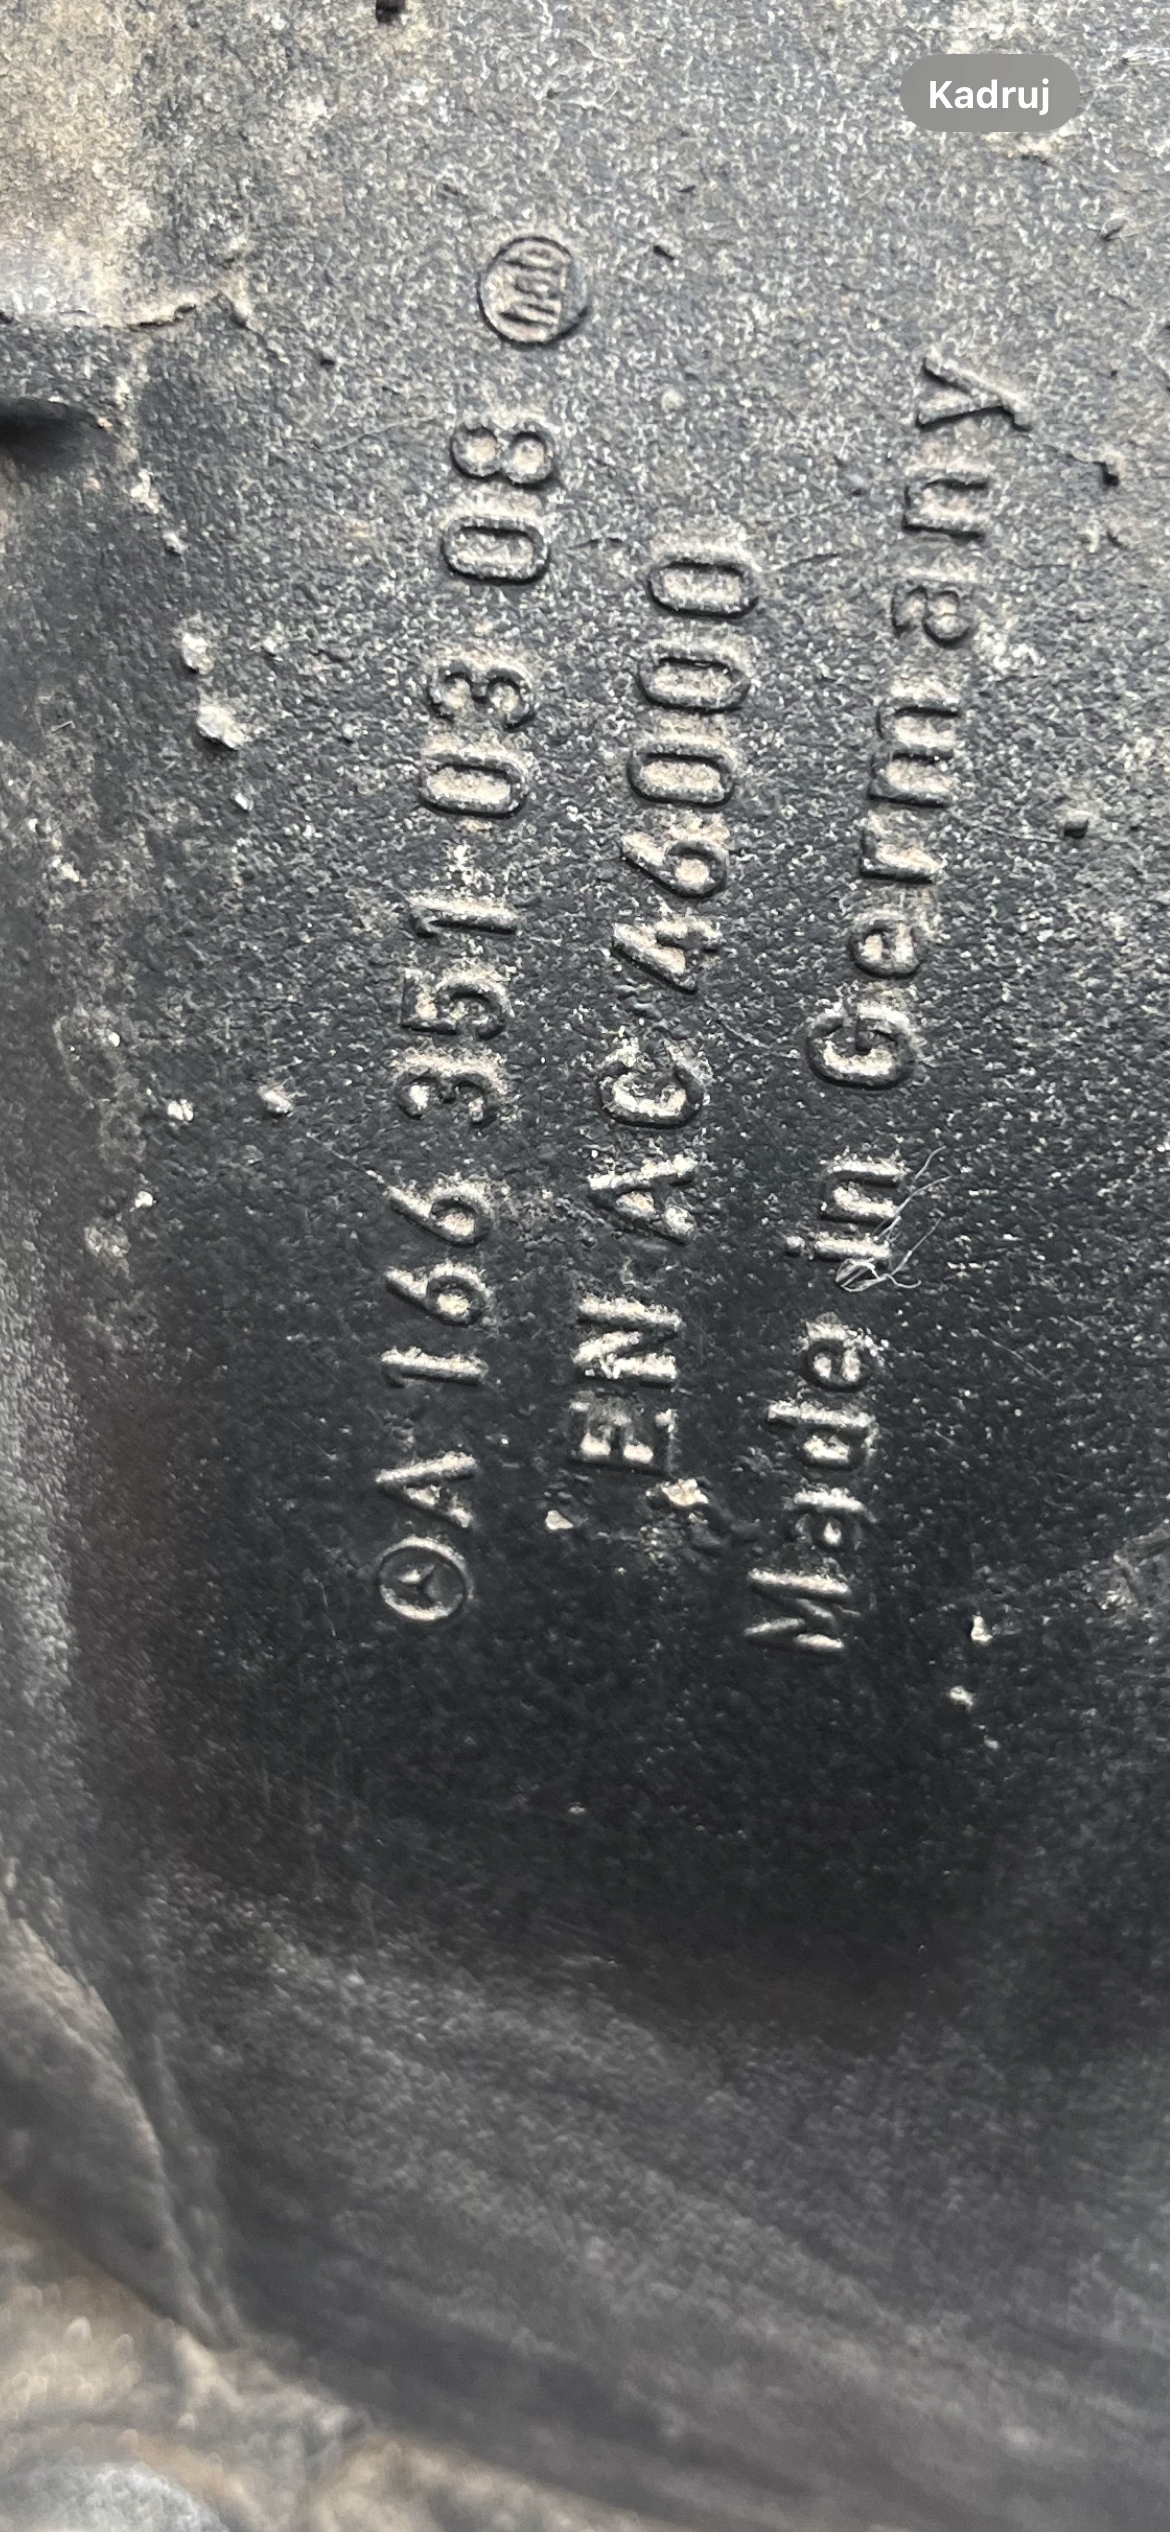 Kadruj
A 166 351 03 08
EN AC 46000
Made in Germany